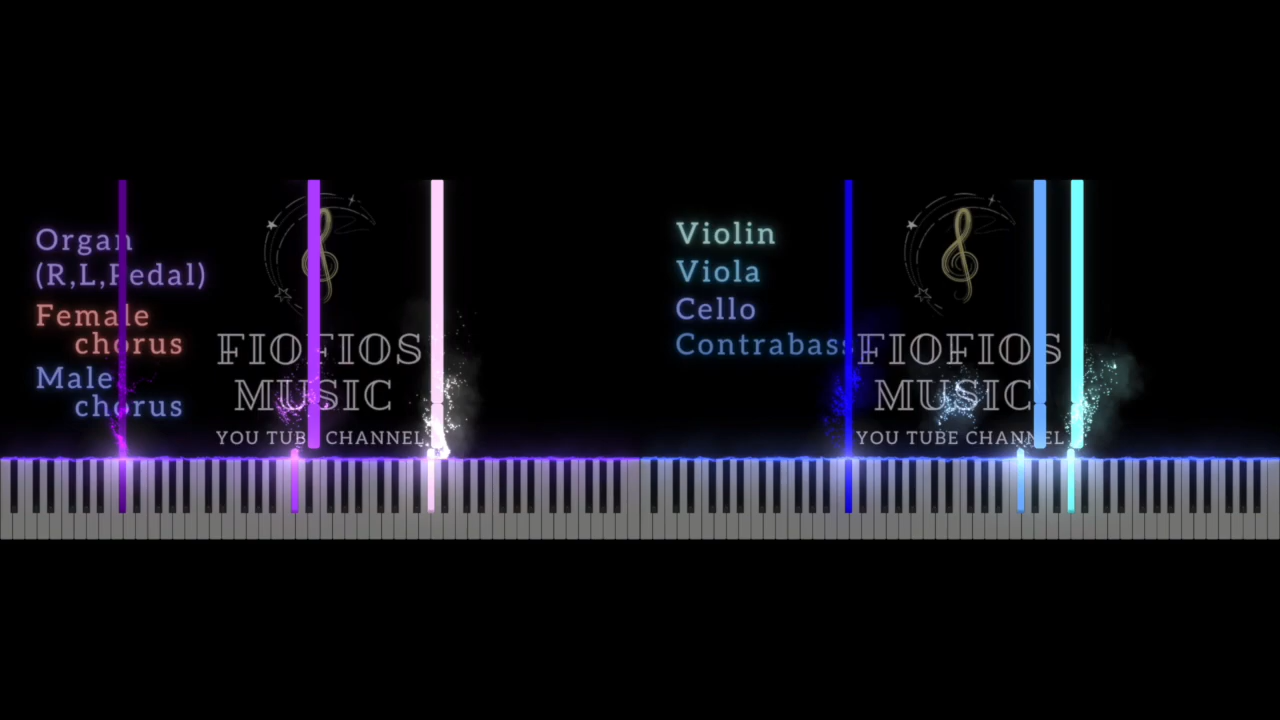 Organ
(R,L,Pedal)
Female
chorus
Male
chorus
FIOFIOS
MUSIC
YOU TUBE CHANNEL
Violin
Viola
Cello
Contrabass
FIOFIOS
MUSIC
YOU TUBE CHANNEL